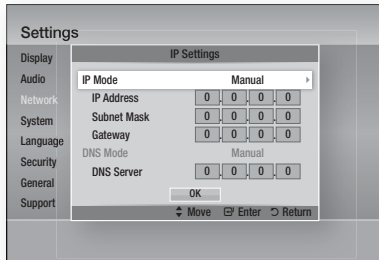 Settings
Display
Audio
Network
System
Language
Security
General
Support
IP Settings
IP Mode Manual
IP Address 0 . 0 . 0 . 0
Subnet Mask 0 . 0 . 0 . 0
Gateway 0 . 0 . 0 . 0
DNS Mode Manual
DNS Server 0 . 0 . 0 . 0
OK
Move Enter Return